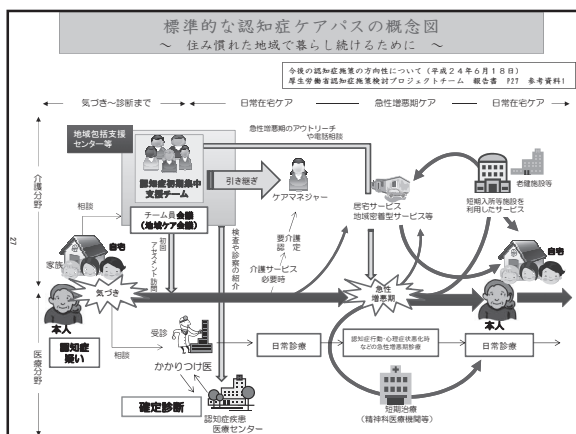 標準的な認知症ケアパスの概念図
～ 住み慣れた地域で暮らし続けるために ～
今後の認知症施策の方向性について（平成24年6月18日）
厚生労働省認知症施策検討プロジェクトチーム 報告書 P27 参考資料1
気づき～診断まで
日常在宅ケア
急性増悪期ケア
日常在宅ケア
介護分野
医療分野
27
地域包括支援
センター等
認知症初期集中
支援チーム
チーム員会議
（地域ケア会議）
相談
初回
アセスメント訪問
検査や診察の紹介
引き継ぎ
急性増悪期のアウトリーチ
や電話相談
ケアマネジャー
要介護
認定
介護サービス
必要時
居宅サービス
地域密着型サービス等
老健施設等
短期入所等施設を
利用したサービス
自宅
家族
自宅
気づき
本人
認知症
疑い
急性
増悪期
本人
相談
受診
かかりつけ医
日常診療
認知症行動・心理症状悪化時
などの急性増悪期診療
日常診療
確定診断
認知症疾患
医療センター
短期治療
（精神科医療機関等）